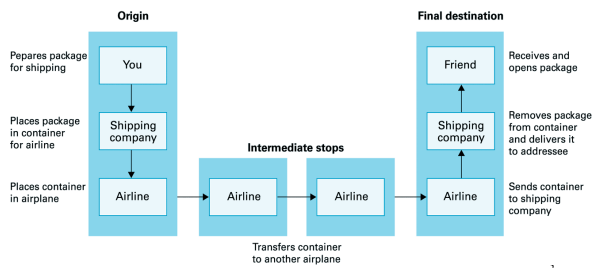 Origin
Final destination
Pepares package
for shipping
You
Friend
Receives and
opens package
Places package
in container
for airline
Shipping
company
Shipping
company
Removes package
from container
and delivers it
to addressee
Intermediate stops
Places container
in airplane
Airline
Airline
Airline
Airline
Sends container
to shipping
company
Transfers container
to another airplane